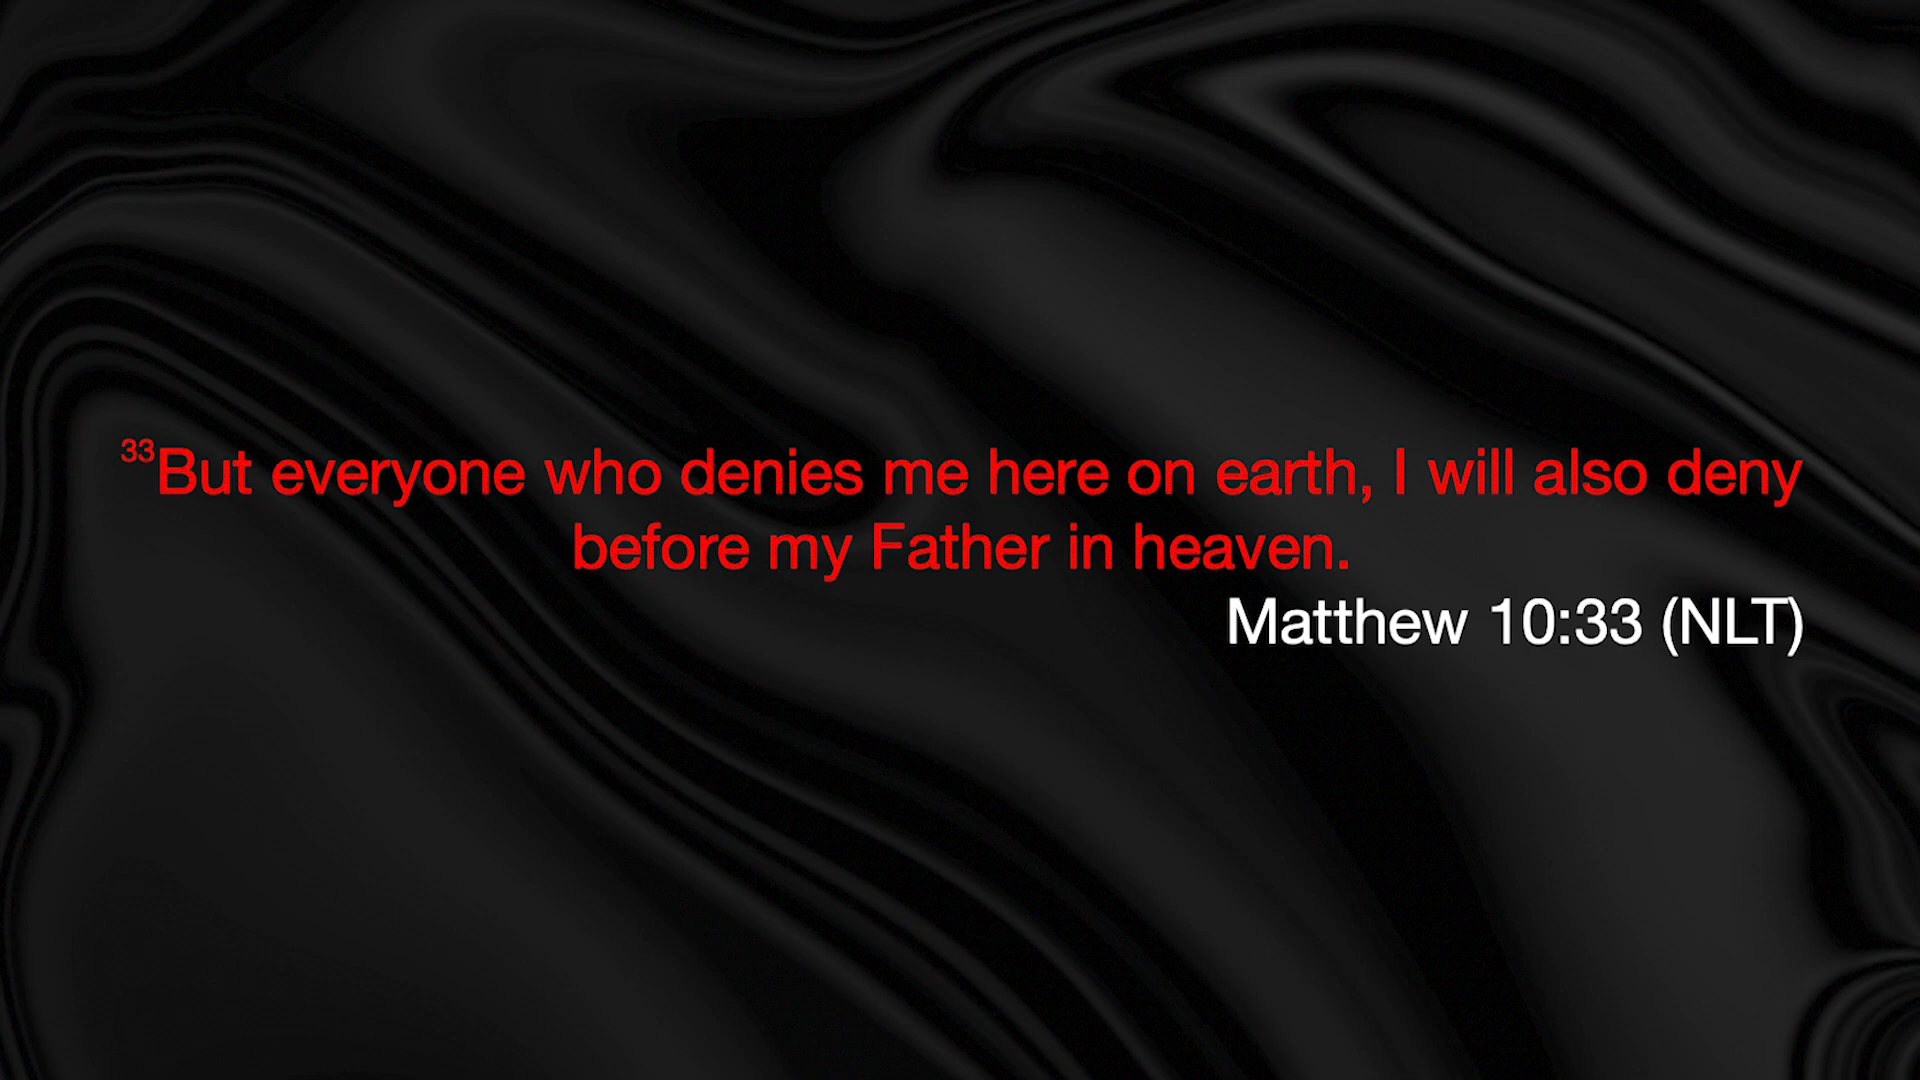 ³³But everyone who denies me here on earth, I will also deny
before my Father in heaven.
Matthew 10:33 (NLT)